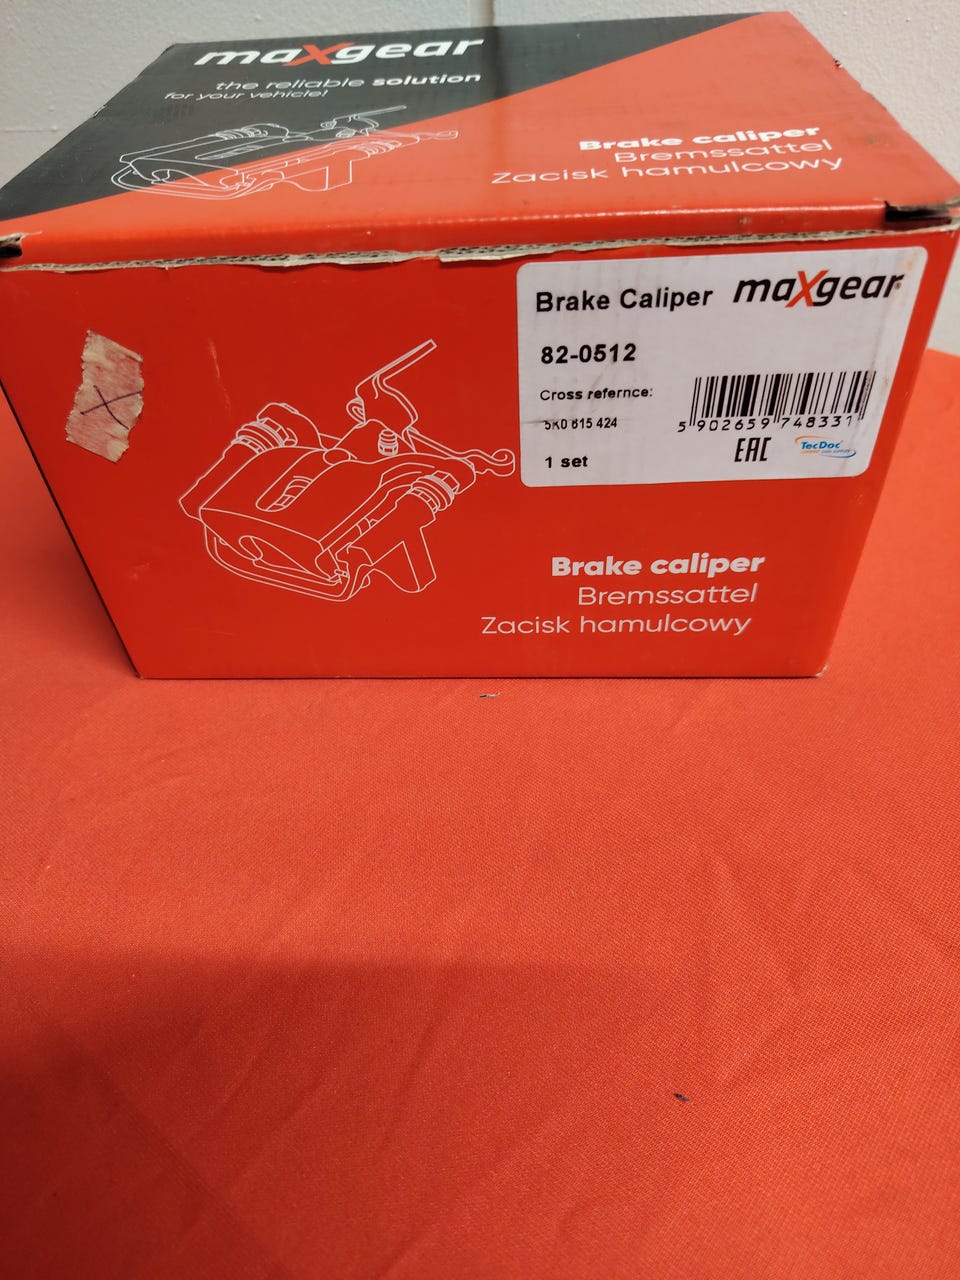 maxgear
the reliable solution
for your vehicle!
Brake caliper
Bremssattel
Zacisk hamulcowy
Brake Caliper maxgear
82-0512
Cross refernce:
5K0 615 424
1 set
5 902659 748331
EAC
TecDoc
Brake caliper
Bremssattel
Zacisk hamulcowy
X